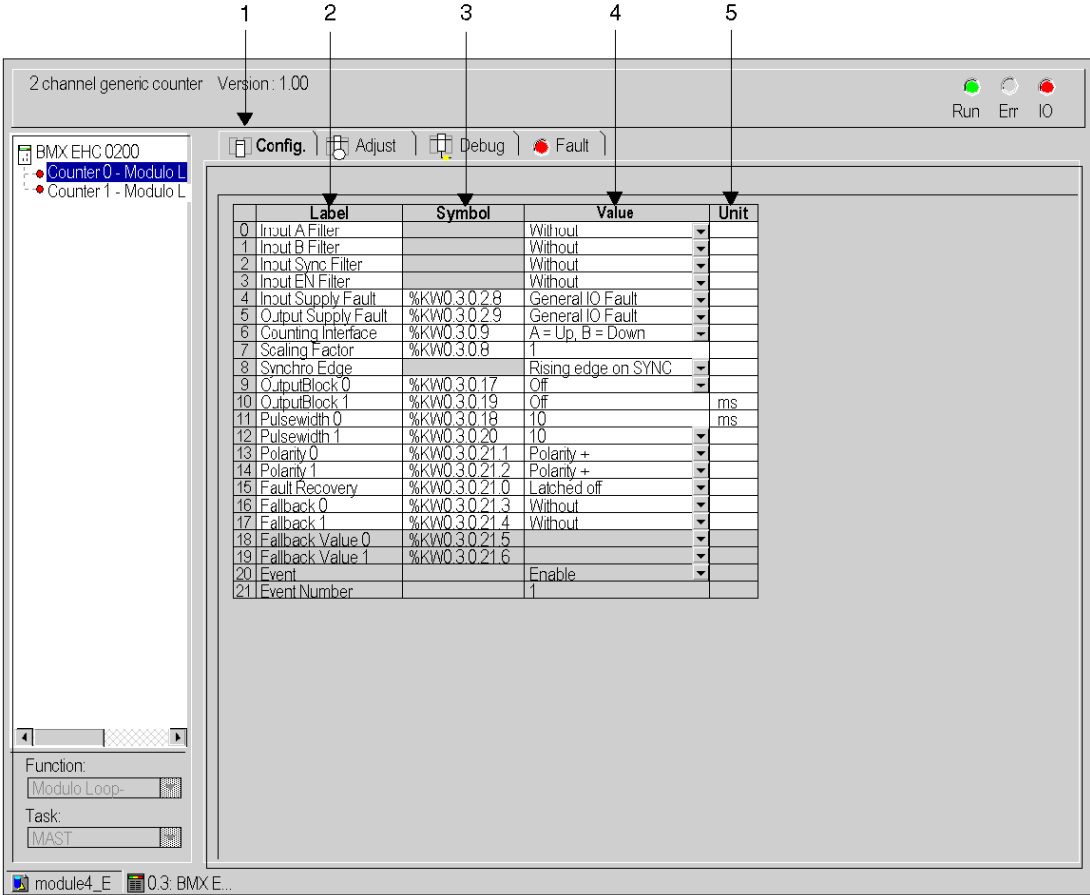 1 2 3 4 5
2 channel generic counter Version : 1.00
Run Err IO
BMX EHC 0200
Counter 0 - Modulo L
Counter 1 - Modulo L
Config. Adjust Debug Fault
Label Symbol Value Unit
0 Input A Filter Without
1 Input B Filter Without
2 Input Sync Filter Without
3 Input EN Filter Without
4 Input Supply Fault %KW0.3.0.2.8 General IO Fault
5 Output Supply Fault %KW0.3.0.2.9 General IO Fault
6 Counting Interface %KW0.3.0.9 A = Up, B = Down
7 Scaling Factor %KW0.3.0.8 1
8 Synchro Edge Rising edge on SYNC
9 OutputBlock 0 %KW0.3.0.17 Off
10 OutputBlock 1 %KW0.3.0.19 Off ms
11 Pulsewidth 0 %KW0.3.0.18 10 ms
12 Pulsewidth 1 %KW0.3.0.20 10
13 Polarity 0 %KW0.3.0.21.1 Polarity +
14 Polarity 1 %KW0.3.0.21.2 Polarity +
15 Fault Recovery %KW0.3.0.21.0 Latched off
16 Fallback 0 %KW0.3.0.21.3 Without
17 Fallback 1 %KW0.3.0.21.4 Without
18 Fallback Value 0 %KW0.3.0.21.5
19 Fallback Value 1 %KW0.3.0.21.6
20 Event Enable
21 Event Number 1
Function:
Modulo Loop-
Task:
MAST
module4_E 0.3: BMX E...